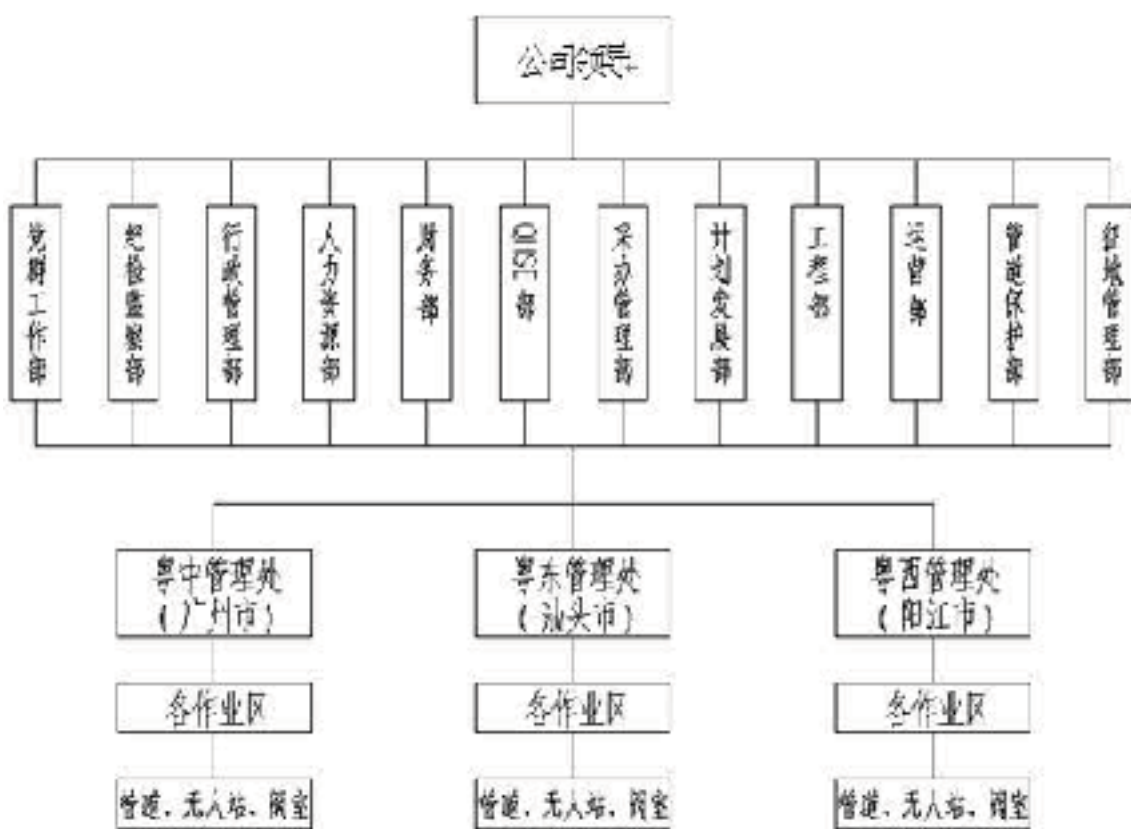 公司领导
党群工作部
纪检监察部
行政管理部
人力资源部
财务部
QHSE部
采办管理部
计划发展部
工程部
运营部
管道保护部
征地管理部
粤中管理处
(广州市)
粤东管理处
(汕头市)
粤西管理处
(阳江市)
各作业区
各作业区
各作业区
管道、无人站、阀室
管道、无人站、阀室
管道、无人站、阀室